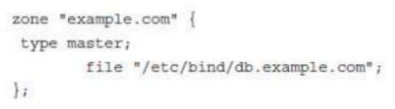 zone "example.com" {
type master;
file "/etc/bind/db.example.com";
};